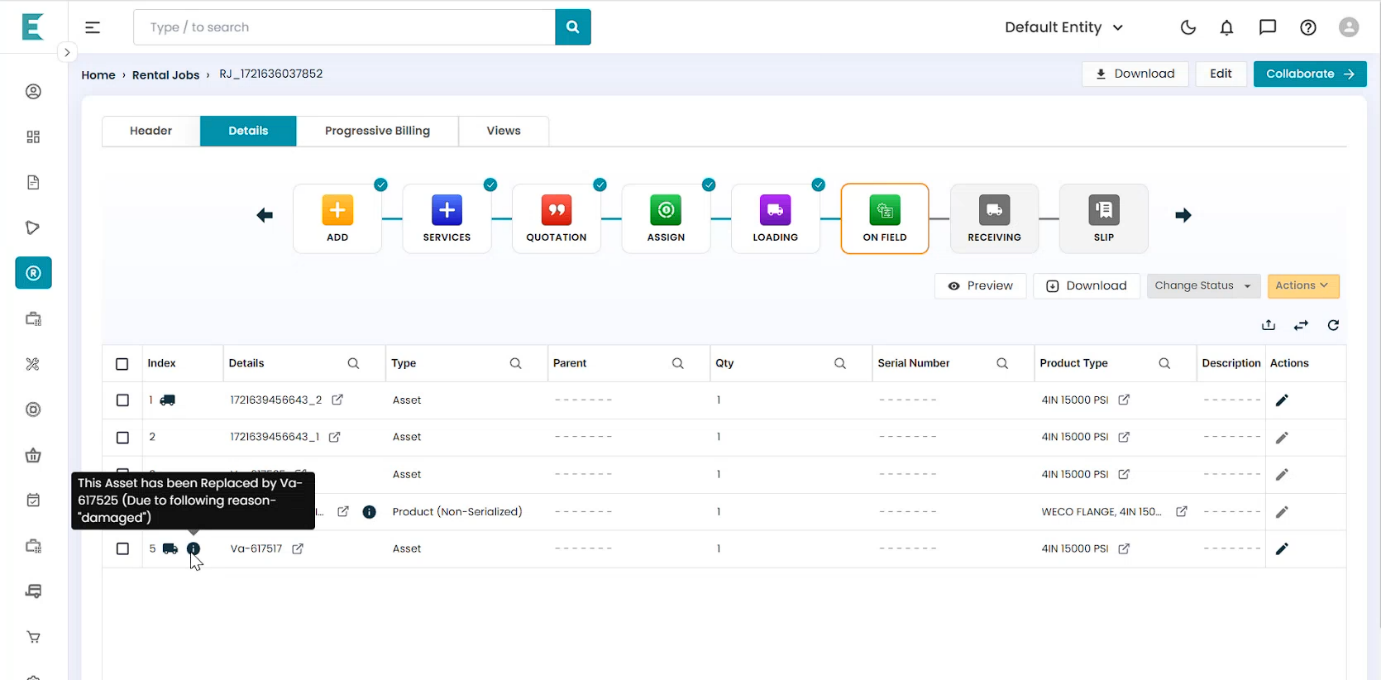 E
Type / to search
Default Entity
Home › Rental Jobs › RJ_1721636037852
Download
Edit
Collaborate
Header
Details
Progressive Billing
Views
ADD
SERVICES
QUOTATION
ASSIGN
LOADING
ON FIELD
RECEIVING
SLIP
Preview
Download
Change Status
Actions
Index
Details
Type
Parent
Qty
Serial Number
Product Type
Description
Actions
1 1721639456643_2 Asset ------- 1 ------- 4IN 15000 PSI -------
2 1721639456643_1 Asset ------- 1 ------- 4IN 15000 PSI -------
Asset ------- 1 ------- 4IN 15000 PSI -------
This Asset has been Replaced by Va-
617525 (Due to following reason-
"damaged")
Product (Non-Serialized) ------- 1 ------- WECO FLANGE, 4IN 150... -------
5 Va-617517 Asset ------- 1 ------- 4IN 15000 PSI -------